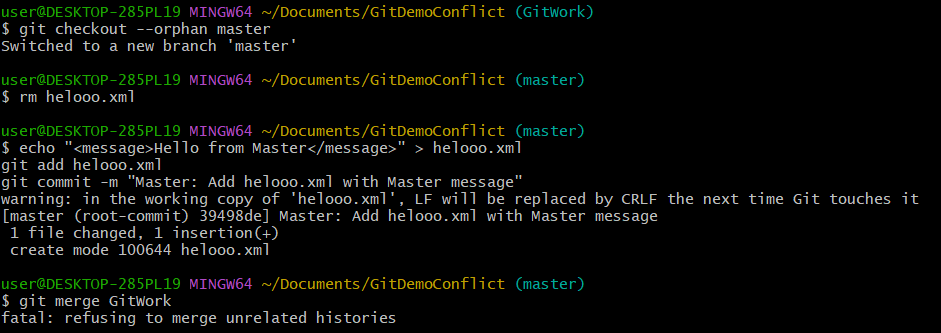 user@DESKTOP-285PL19 MINGW64 ~/Documents/GitDemoConflict (GitWork)
$ git checkout --orphan master
Switched to a new branch 'master'
user@DESKTOP-285PL19 MINGW64 ~/Documents/GitDemoConflict (master)
$ rm helooo.xml
user@DESKTOP-285PL19 MINGW64 ~/Documents/GitDemoConflict (master)
$ echo "<message>Hello from Master</message>" > helooo.xml
git add helooo.xml
git commit -m "Master: Add helooo.xml with Master message"
warning: in the working copy of 'helooo.xml', LF will be replaced by CRLF the next time Git touches it
[master (root-commit) 39498de] Master: Add helooo.xml with Master message
 1 file changed, 1 insertion(+)
 create mode 100644 helooo.xml
user@DESKTOP-285PL19 MINGW64 ~/Documents/GitDemoConflict (master)
$ git merge GitWork
fatal: refusing to merge unrelated histories